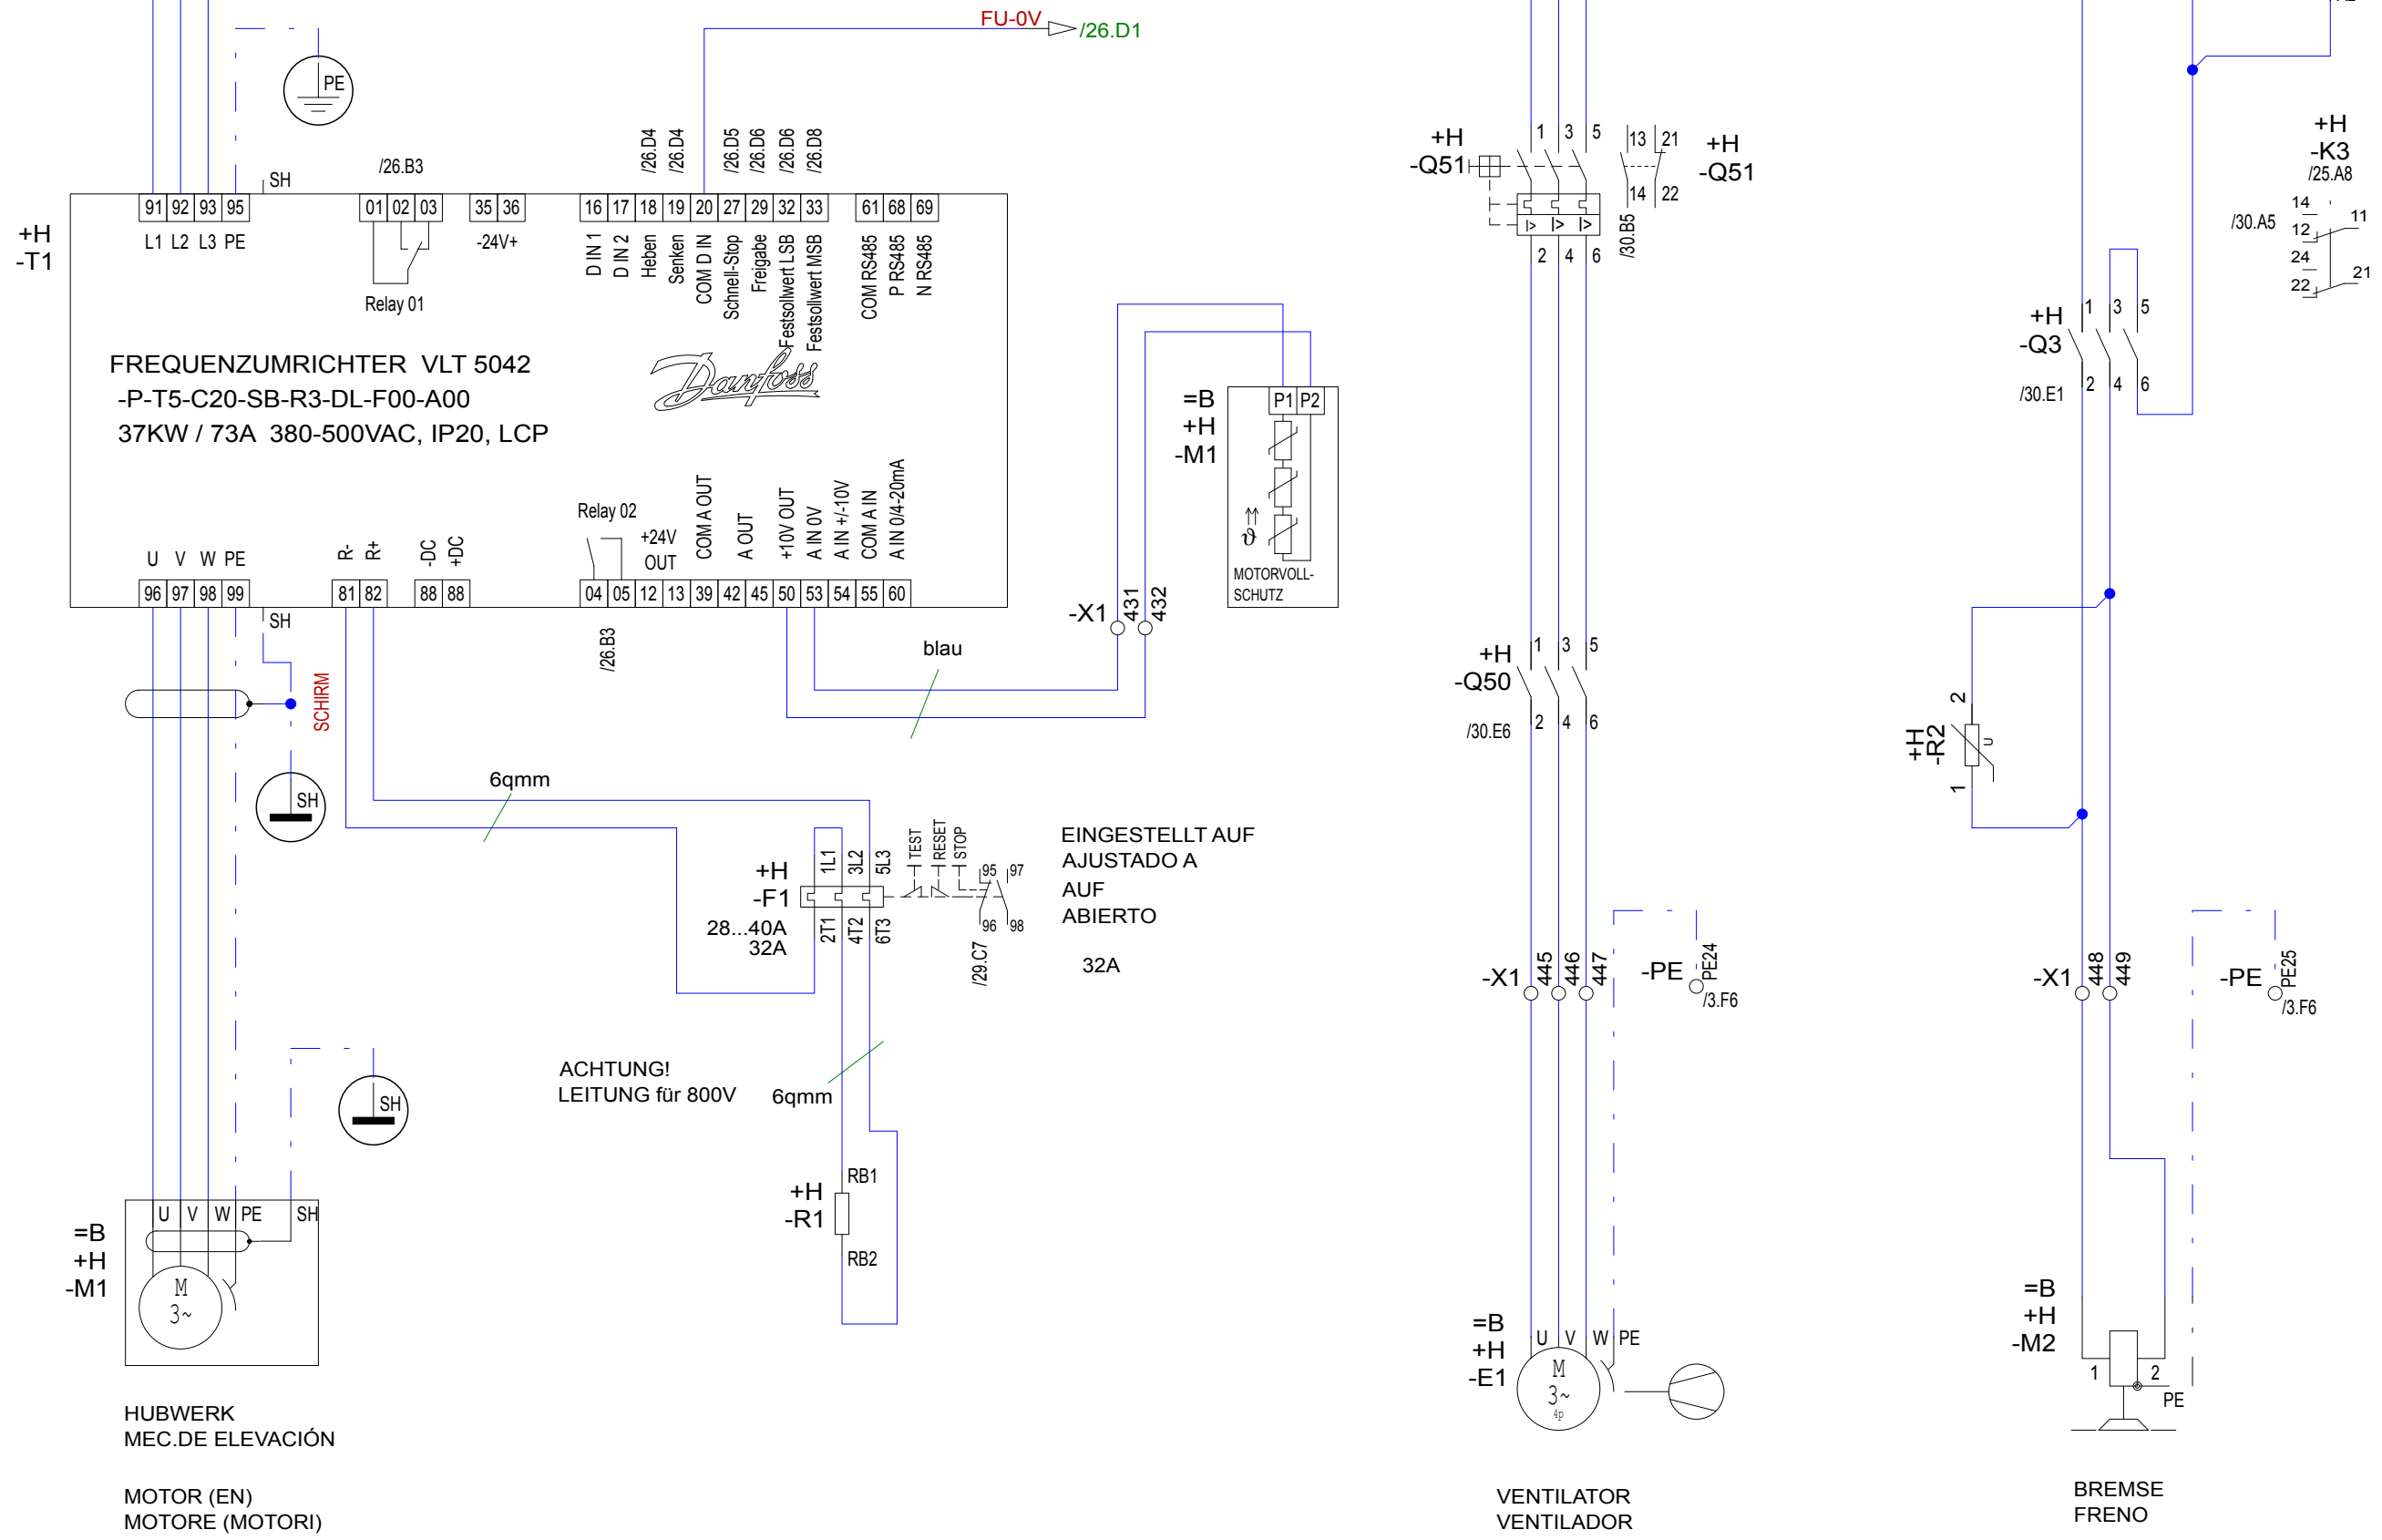 FU-0V
/26.D1
PE
/26.B3
/26.D4
/26.D4
/26.D5
/26.D6
/26.D6
/26.D8
SH
+H
-T1
91 92 93 95
01 02 03
35 36
16 17 18 19 20 27 29 32 33
61 68 69
L1 L2 L3 PE
-24V+
D IN 1
D IN 2
Heben
Senken
COM D IN
Schnell-Stop
Freigabe
Festsollwert LSB
Festsollwert MSB
COM RS485
P RS485
N RS485
Relay 01
FREQUENZUMRICHTER VLT 5042
-P-T5-C20-SB-R3-DL-F00-A00
37KW / 73A 380-500VAC, IP20, LCP
Danfoss
Relay 02
+24V
OUT
COM A OUT
A OUT
+10V OUT
A IN 0V
A IN +/-10V
COM A IN
A IN 0/4-20mA
U V W PE
R-
R+
-DC
+DC
96 97 98 99
81 82
88 88
04 05 12 13 39 42 45 50 53 54 55 60
SH
/26.B3
SCHIRM
SH
blau
6qmm
=B
+H
-M1
P1 P2
ϑ
MOTORVOLL-
SCHUTZ
-X1
431
432
+H
-F1
28...40A
32A
1L1
3L2
5L3
2T1
4T2
6T3
TEST
RESET
STOP
95 97
96 98
/29.C7
EINGESTELLT AUF
AJUSTADO A
AUF
ABIERTO
32A
ACHTUNG!
LEITUNG für 800V
6qmm
SH
+H
-R1
RB1
RB2
=B
+H
-M1
U V W PE SH
M
3~
HUBWERK
MEC.DE ELEVACIÓN
MOTOR (EN)
MOTORE (MOTORI)
+H
-Q51
1 3 5
13 21
14 22
+H
-Q51
I> I> I>
2 4 6
/30.B5
+H
-Q50
1 3 5
2 4 6
/30.E6
-X1
445
446
447
-PE
PE24
/3.F6
=B
+H
-E1
U V W PE
M
3~
4p
VENTILATOR
VENTILADOR
+H
-K3
/25.A8
/30.A5
14
12
11
24
22
21
+H
-Q3
1 3 5
2 4 6
/30.E1
+H
-R2
2
U
1
-X1
448
449
-PE
PE25
/3.F6
=B
+H
-M2
1 2
PE
BREMSE
FRENO